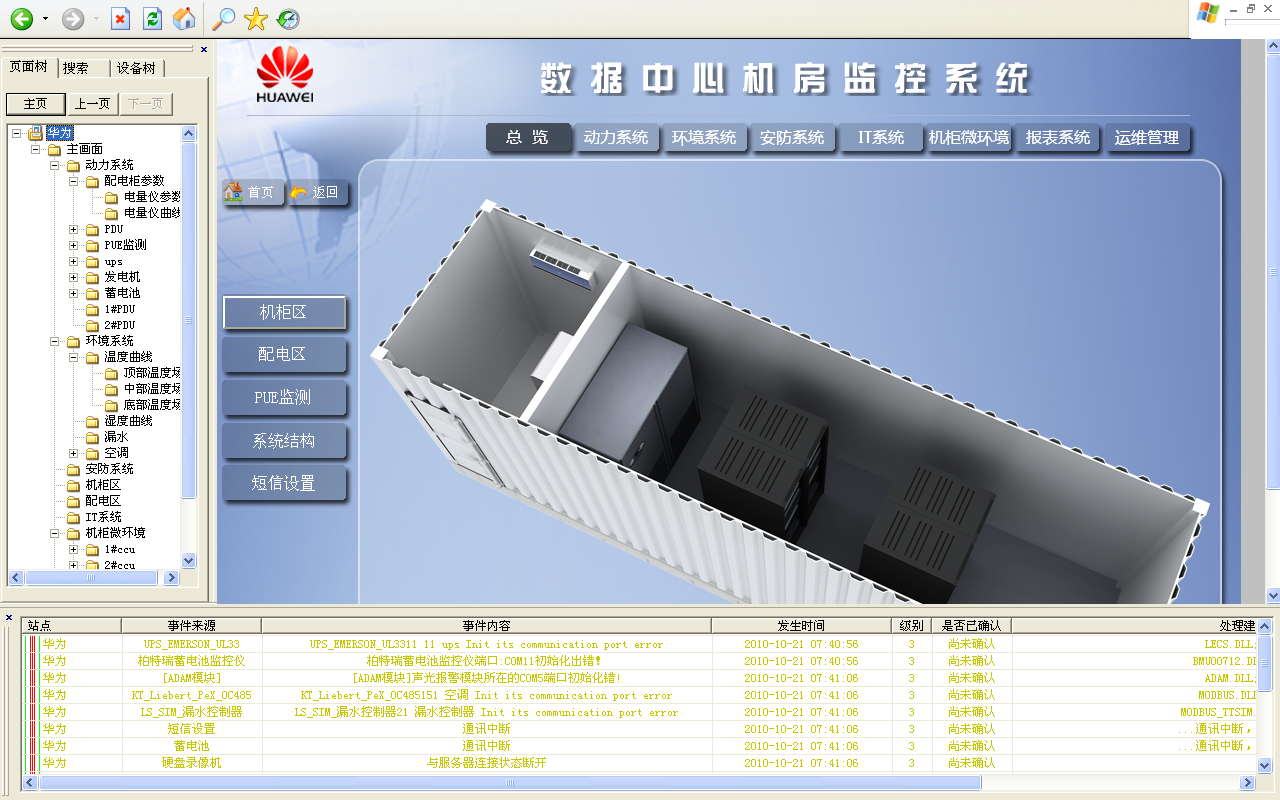 页面树 搜索 设备树
主页 上一页 下一页
华为
主画面
动力系统
配电柜参数
电量仪参数
电量仪曲线
PDU
PUE监测
ups
发电机
蓄电池
1#PDU
2#PDU
环境系统
温度曲线
顶部温度场
中部温度场
底部温度场
湿度曲线
漏水
空调
安防系统
机柜区
配电区
IT系统
机柜微环境
1#ccu
2#ccu
HUAWEI
数据中心机房监控系统
总 览 动力系统 环境系统 安防系统 IT系统 机柜微环境 报表系统 运维管理
首页 返回
机柜区
配电区
PUE监测
系统结构
短信设置
站点 事件来源 事件内容 发生时间 级别 是否已确认 处理建
华为 UPS_EMERSON_UL33 UPS_EMERSON_UL3311 11 ups Init its communication port error 2010-10-21 07:40:56 3 尚未确认 LECS.DLL;
华为 柏特瑞蓄电池监控仪 柏特瑞蓄电池监控仪端口:COM11初始化出错! 2010-10-21 07:40:56 3 尚未确认 BMU00712.DI
华为 [ADAM模块] [ADAM模块]声光报警模块所在的COM5端口初始化错! 2010-10-21 07:41:06 3 尚未确认 ADAM.DLL;
华为 KT_Liebert_PeX_OC485 KT_Liebert_PeX_OC485151 空调 Init its communication port error 2010-10-21 07:41:06 3 尚未确认 MODBUS.DLI
华为 LS_SIM_漏水控制器 LS_SIM_漏水控制器21 漏水控制器 Init its communication port error 2010-10-21 07:41:06 3 尚未确认 MODBUS_TTSIM.
华为 短信设置 通讯中断 2010-10-21 07:41:06 3 尚未确认 ...通讯中断,
华为 蓄电池 通讯中断 2010-10-21 07:41:06 3 尚未确认 ...通讯中断,
华为 硬盘录像机 与服务器连接状态断开 2010-10-21 07:41:06 3 尚未确认